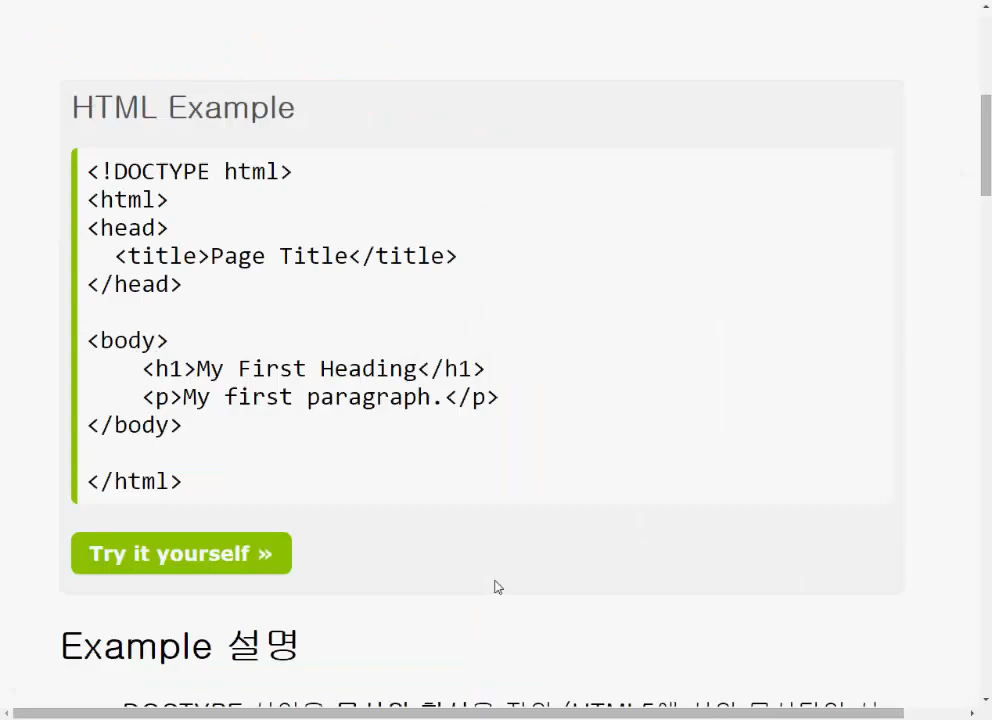 HTML Example
<!DOCTYPE html>
<html>
<head>
  <title>Page Title</title>
</head>
<body>
    <h1>My First Heading</h1>
    <p>My first paragraph.</p>
</body>
</html>
Try it yourself »
Example 설명